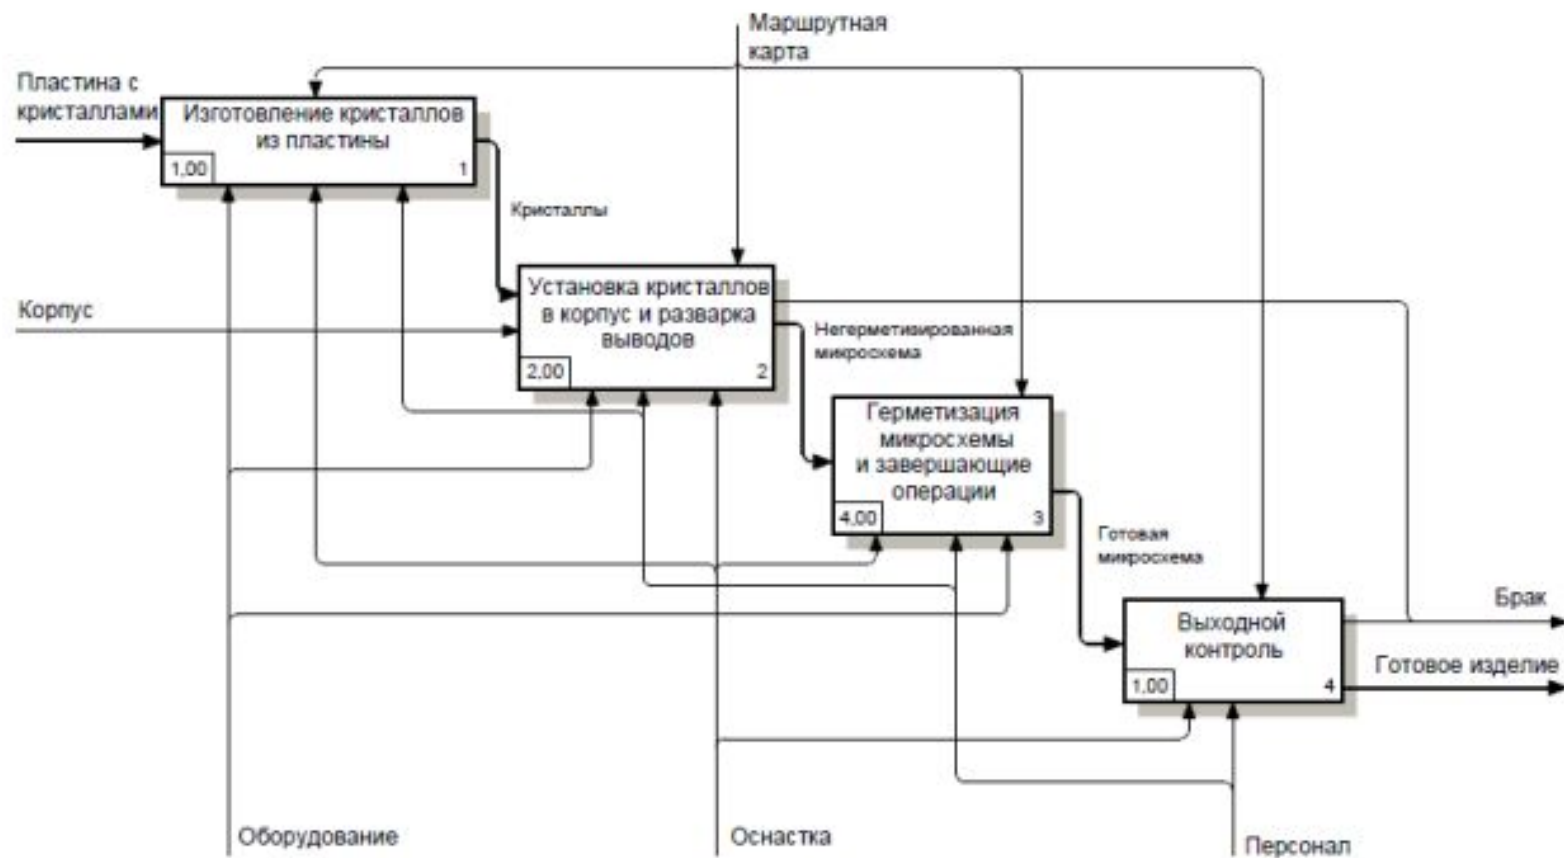 Маршрутная
карта
Пластина с
кристаллами
Изготовление кристаллов
из пластины
1,00
1
Кристаллы
Корпус
Установка кристаллов
в корпус и разварка
выводов
2,00
2
Негерметизированная
микросхема
Герметизация
микросхемы
и завершающие
операции
4,00
3
Готовая
микросхема
Выходной
контроль
1,00
4
Брак
Готовое изделие
Оборудование
Оснастка
Персонал